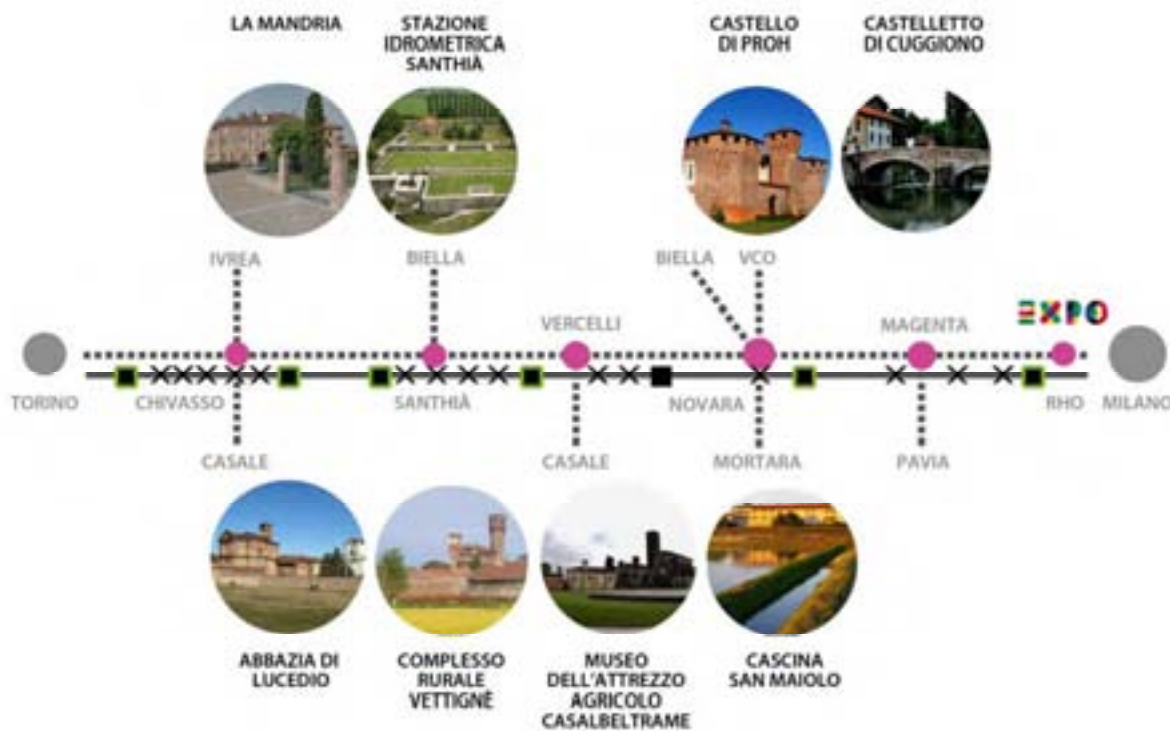 LA MANDRIA
STAZIONE
IDROMETRICA
SANTHIÀ
CASTELLO
DI PROH
CASTELLETTO
DI CUGGIONO
IVREA
BIELLA
BIELLA
VCO
VERCELLI
MAGENTA
EXPO
TORINO
CHIVASSO
SANTHIÀ
NOVARA
RHO
MILANO
CASALE
CASALE
MORTARA
PAVIA
ABBAZIA DI
LUCEDIO
COMPLESSO
RURALE
VETTIGNÈ
MUSEO
DELL'ATTREZZO
AGRICOLO
CASALBELTRAME
CASCINA
SAN MAIOLO